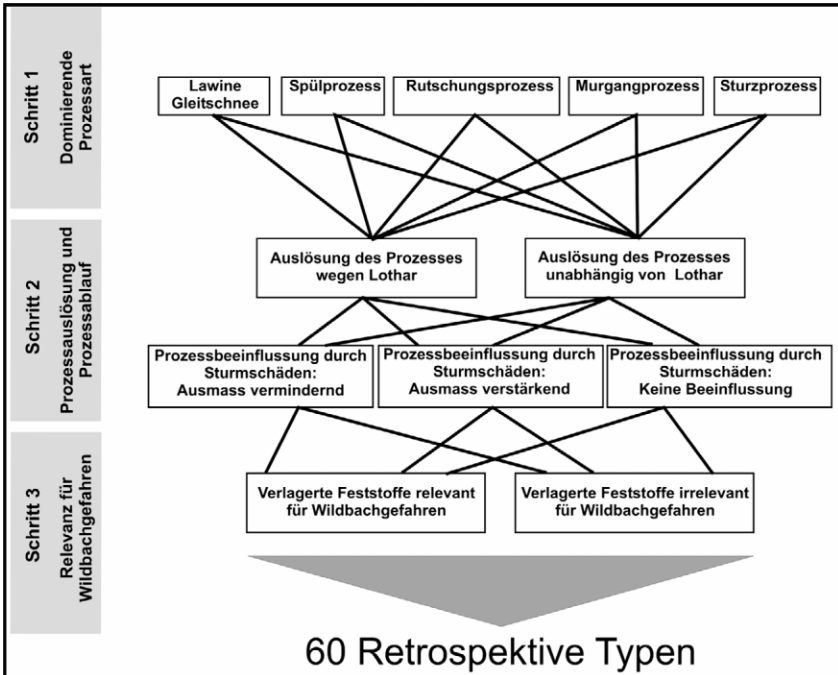 Schritt 1
Dominierende
Prozessart
Lawine
Gleitschnee
Spülprozess
Rutschungsprozess
Murgangprozess
Sturzprozess
Schritt 2
Prozessauslösung und
Prozessablauf
Auslösung des Prozesses
wegen Lothar
Auslösung des Prozesses
unabhängig von Lothar
Prozessbeeinflussung durch
Sturmschäden:
Ausmass vermindernd
Prozessbeeinflussung durch
Sturmschäden:
Ausmass verstärkend
Prozessbeeinflussung durch
Sturmschäden:
Keine Beeinflussung
Schritt 3
Relevanz für
Wildbachgefahren
Verlagerte Feststoffe relevant
für Wildbachgefahren
Verlagerte Feststoffe irrelevant
für Wildbachgefahren
60 Retrospektive Typen